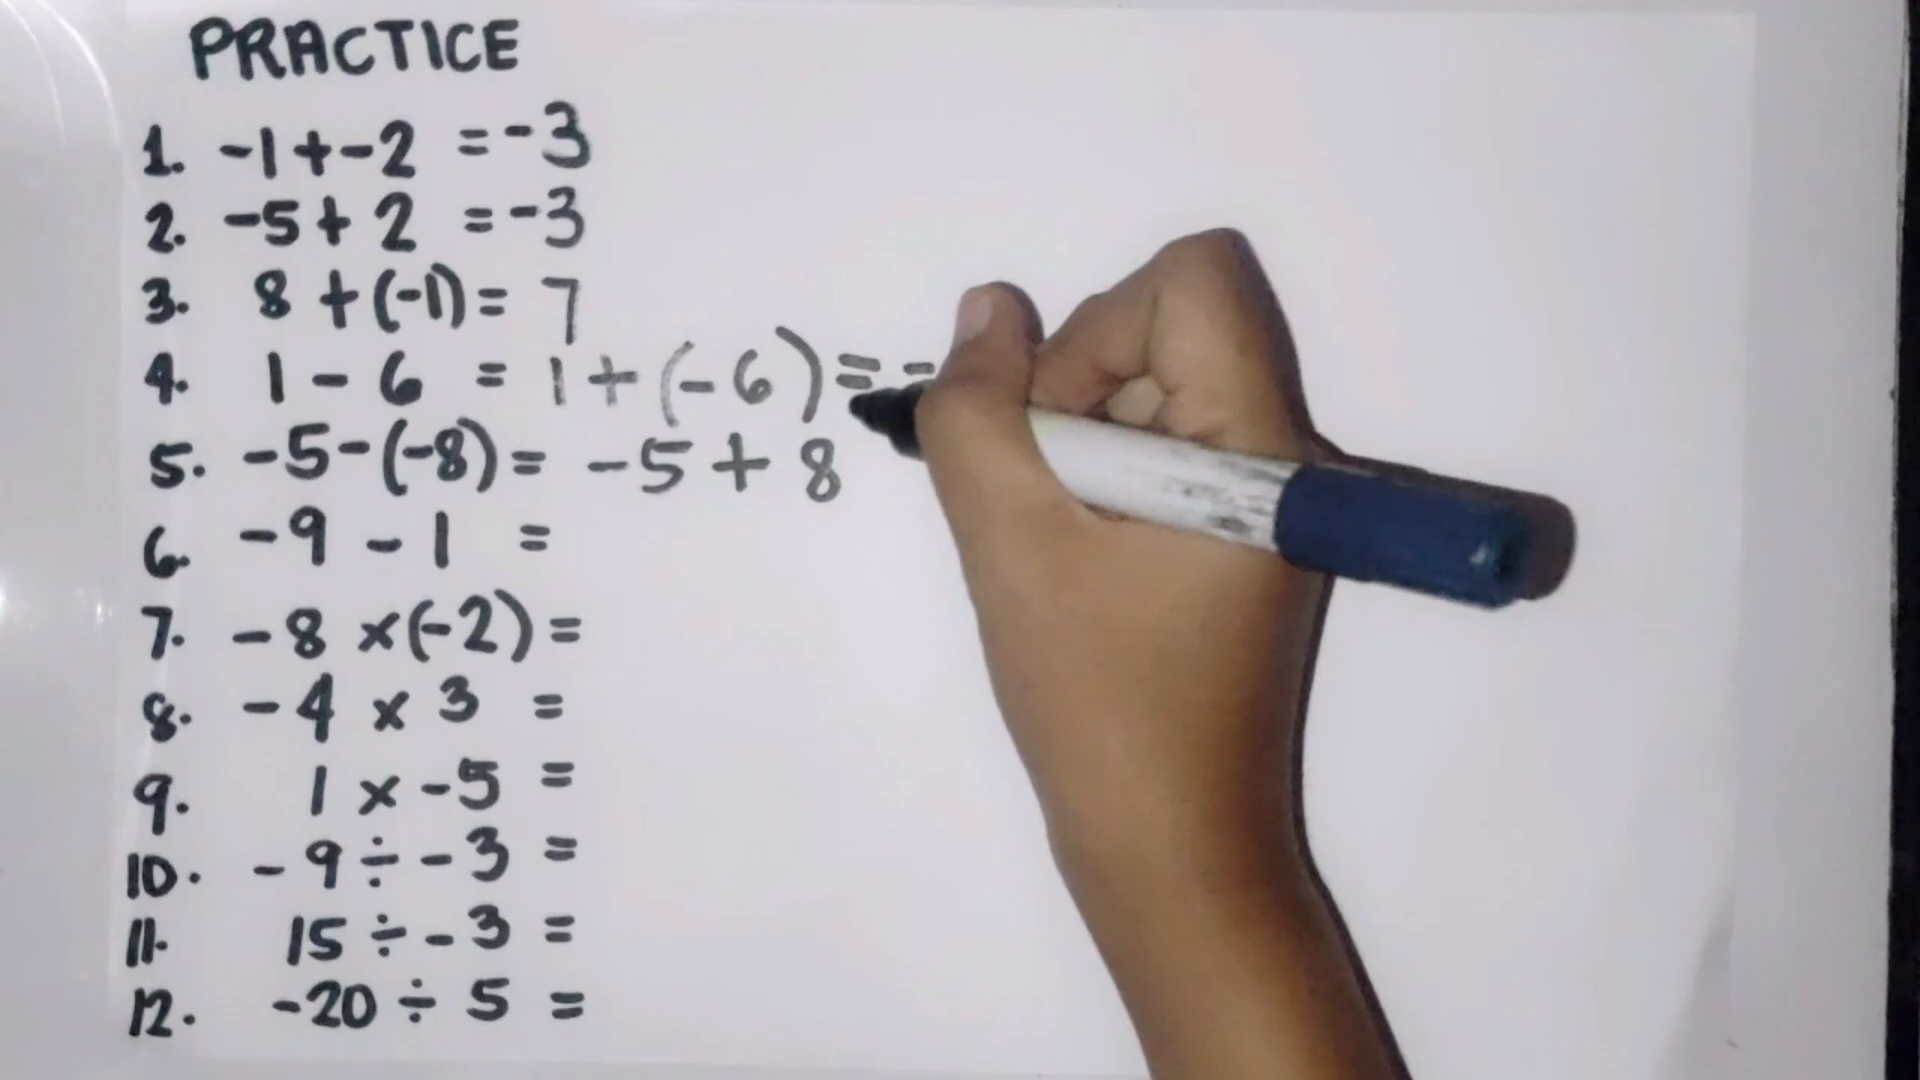 PRACTICE
1. -1+-2 = -3
2. -5+2 = -3
3. 8 +(-1)= 7
4. 1 - 6 = 1+(-6)= -
5. -5-(-8)= -5+8
6. -9 - 1 =
7. -8 ×(-2)=
8. -4 × 3 =
9. 1 × -5 =
10. -9 ÷ -3 =
11. 15 ÷ -3 =
12. -20 ÷ 5 =